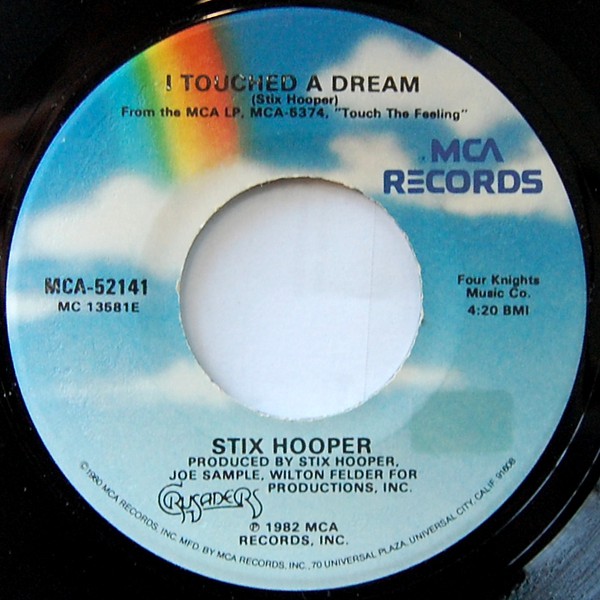 I TOUCHED A DREAM
(Stix Hooper)
From the MCA LP, MCA-5374, "Touch The Feeling"
MCA
RECORDS
MCA-52141
MC 13581E
Four Knights
Music Co.
4:20 BMI
STIX HOOPER
PRODUCED BY STIX HOOPER,
JOE SAMPLE, WILTON FELDER FOR
CRUSADERS PRODUCTIONS, INC.
℗ 1982 MCA
RECORDS, INC.
©1980 MCA RECORDS, INC. MFD. BY MCA RECORDS, INC., 70 UNIVERSAL PLAZA, UNIVERSAL CITY, CALIF. 91608